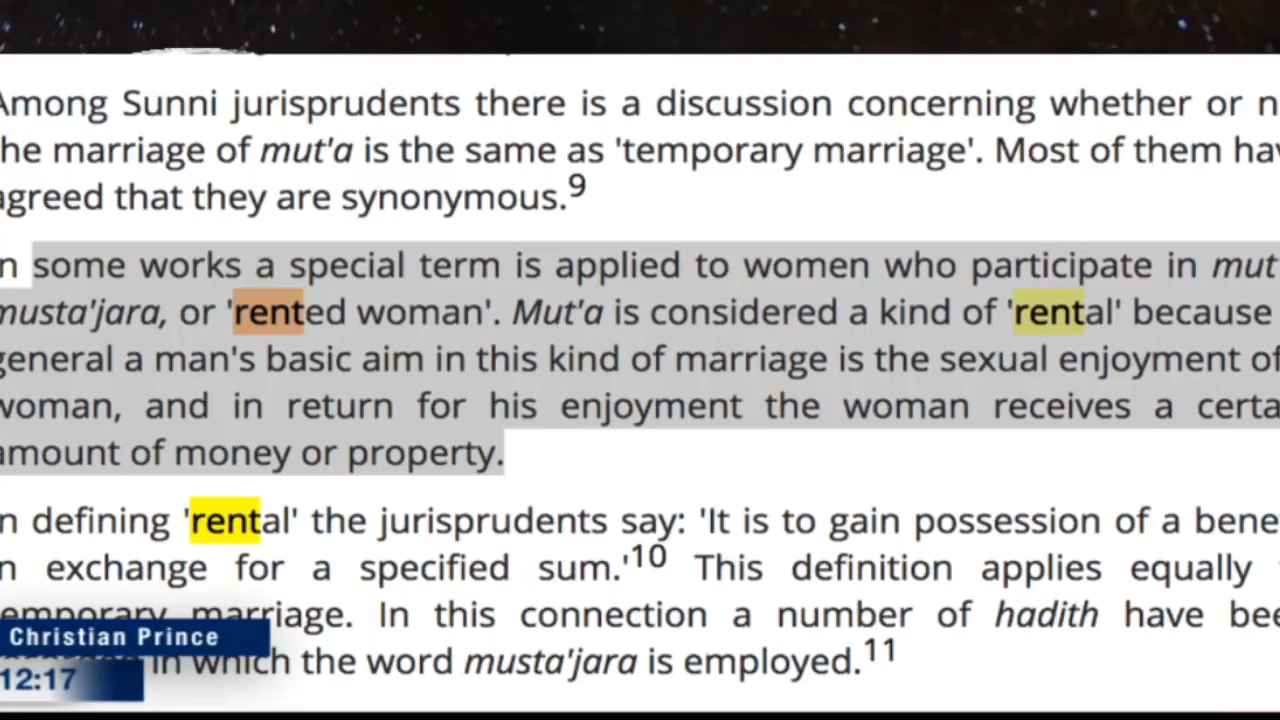 Among Sunni jurisprudents there is a discussion concerning whether or n
the marriage of mut'a is the same as 'temporary marriage'. Most of them hav
agreed that they are synonymous.9
n some works a special term is applied to women who participate in mut
musta'jara, or 'rented woman'. Mut'a is considered a kind of 'rental' because
general a man's basic aim in this kind of marriage is the sexual enjoyment of
woman, and in return for his enjoyment the woman receives a certa
amount of money or property.
n defining 'rental' the jurisprudents say: 'It is to gain possession of a bene
n exchange for a specified sum.'10 This definition applies equally
temporary marriage. In this connection a number of hadith have bee
in which the word musta'jara is employed.11
Christian Prince
12:17